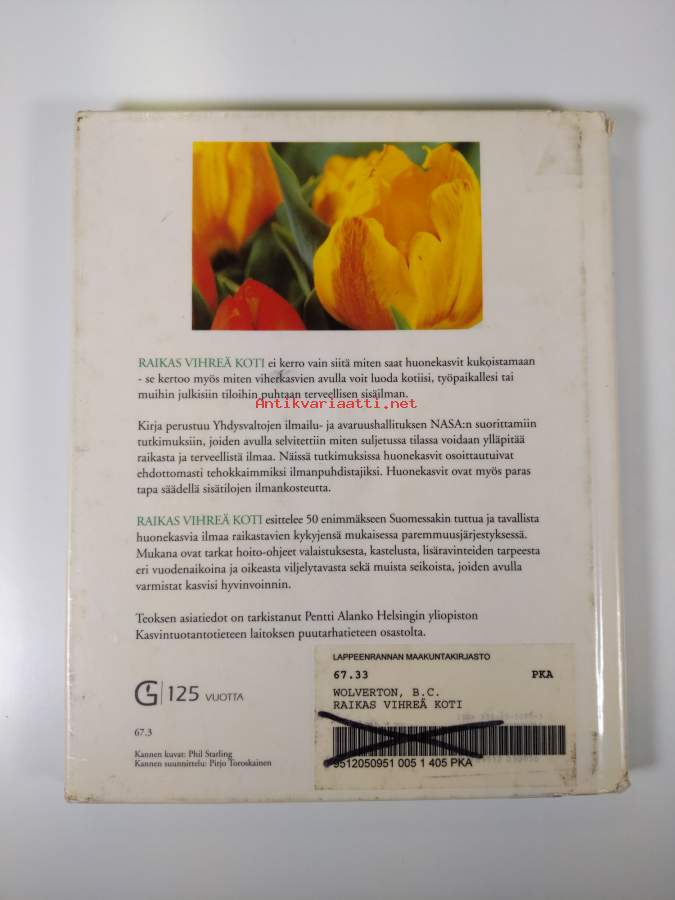 RAIKAS VIHREÄ KOTI ei kerro vain siitä miten saat huonekasvit kukoistamaan
- se kertoo myös miten viherkasvien avulla voit luoda kotiisi, työpaikallesi tai
muihin julkisiin tiloihin puhtaan terveellisen sisäilman.
Antikvariaatti.net
Kirja perustuu Yhdysvaltojen ilmailu- ja avaruushallituksen NASA:n suorittamiin
tutkimuksiin, joiden avulla selvitettiin miten suljetussa tilassa voidaan ylläpitää
raikasta ja terveellistä ilmaa. Näissä tutkimuksissa huonekasvit osoittautuivat
ehdottomasti tehokkaimmiksi ilmanpuhdistajiksi. Huonekasvit ovat myös paras
tapa säädellä sisätilojen ilmankosteutta.
RAIKAS VIHREÄ KOTI esittelee 50 enimmäkseen Suomessakin tuttua ja tavallista
huonekasvia ilmaa raikastavien kykyjensä mukaisessa paremmuusjärjestyksessä.
Mukana ovat tarkat hoito-ohjeet valaistuksesta, kastelusta, lisäravinteiden tarpeesta
eri vuodenaikoina ja oikeasta viljelytavasta sekä muista seikoista, joiden avulla
varmistat kasvisi hyvinvoinnin.
Teoksen asiatiedot on tarkistanut Pentti Alanko Helsingin yliopiston
Kasvintuotantotieteen laitoksen puutarhatieteen osastolta.
LAPPEENRANNAN MAAKUNTAKIRJASTO
67.33 PKA
WOLVERTON, B.C.
RAIKAS VIHREÄ KOTI
9512050951 005 1 405 PKA
G 125 VUOTTA
67.3
Kannen kuvat: Phil Starling
Kannen suunnittelu: Pirjo Toroskainen